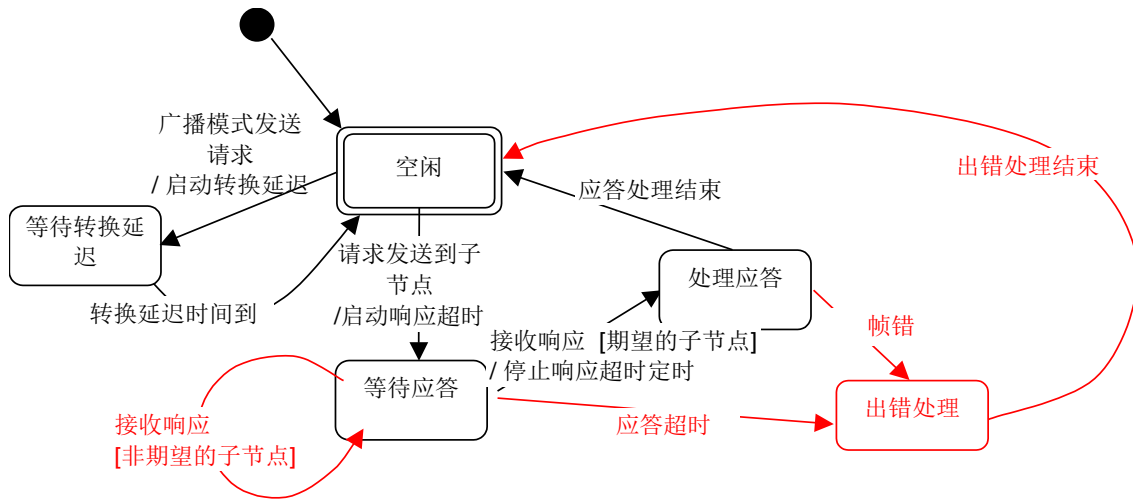 广播模式发送
请求
/ 启动转换延迟
空闲
出错处理结束
应答处理结束
等待转换延
迟
请求发送到子
节点
/启动响应超时
处理应答
转换延迟时间到
接收响应 [期望的子节点]
/ 停止响应超时定时
帧错
等待应答
出错处理
接收响应
[非期望的子节点]
应答超时